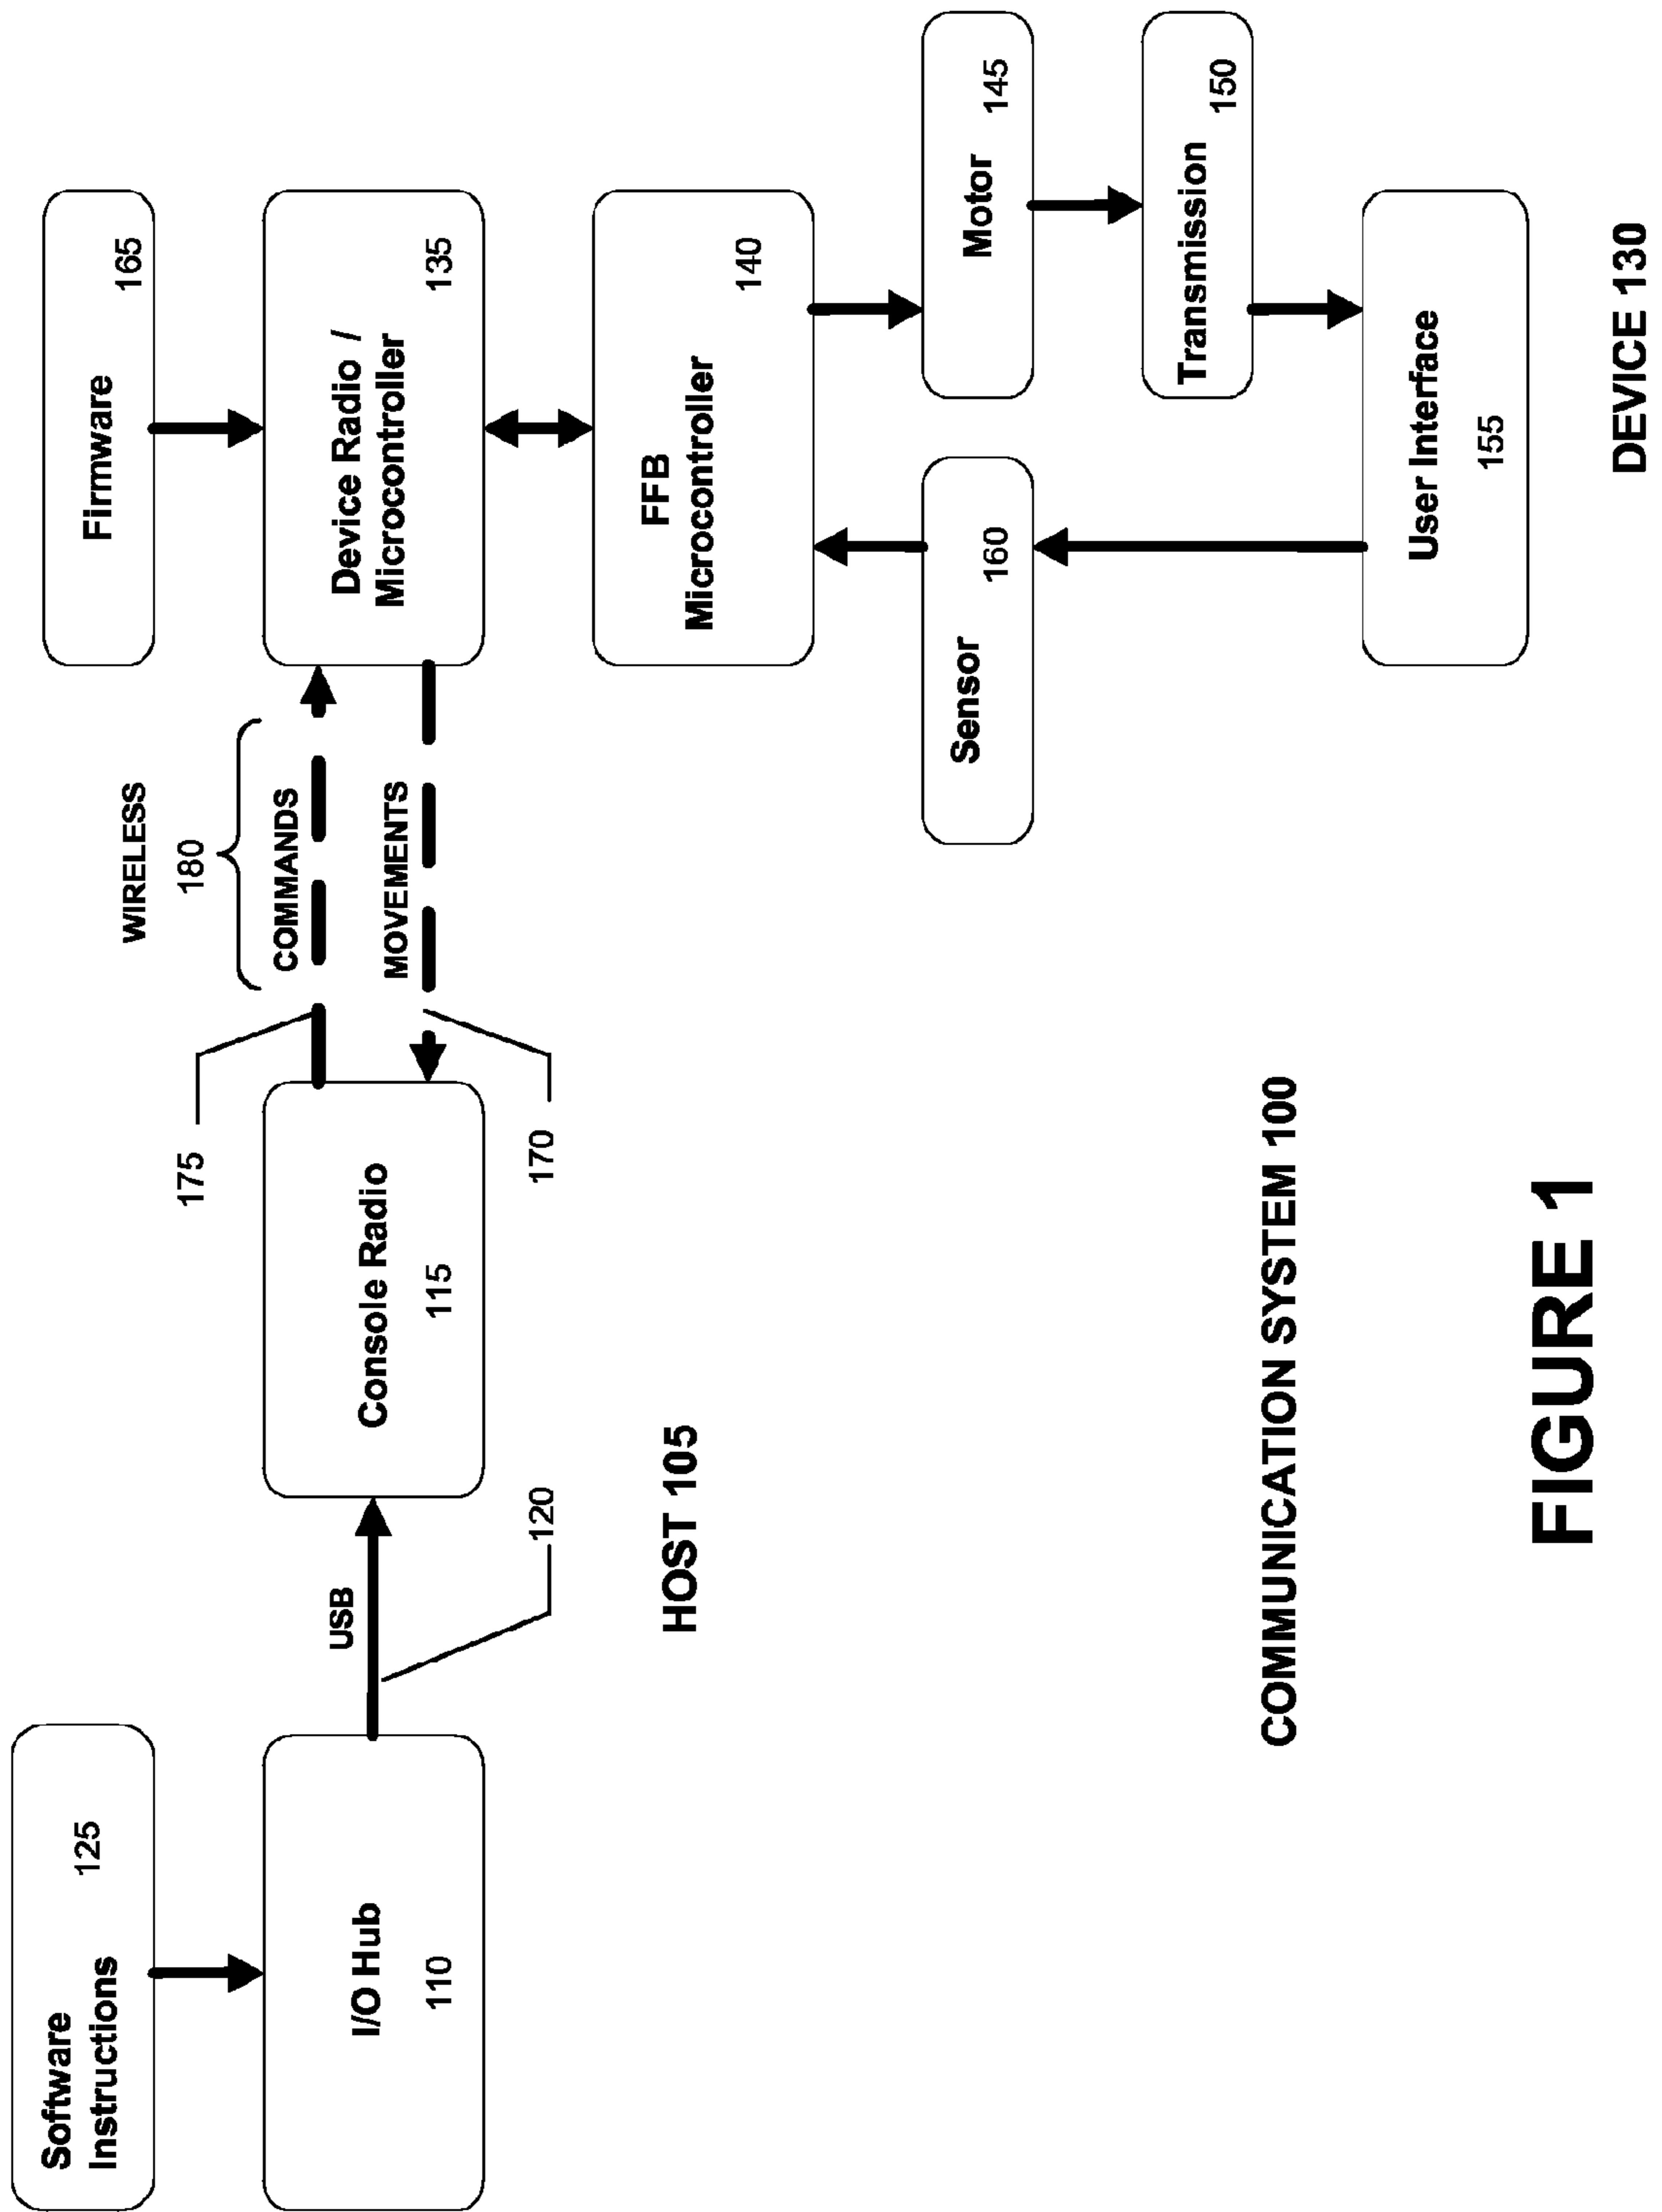 Software
Instructions
125
I/O Hub
110
USB
120
Console Radio
115
HOST 105
175
170
WIRELESS
180
COMMANDS
MOVEMENTS
Firmware
165
Device Radio /
Microcontroller
135
FFB
Microcontroller
140
Sensor
160
Motor
145
Transmission
150
User Interface
155
DEVICE 130
COMMUNICATION SYSTEM 100
FIGURE 1